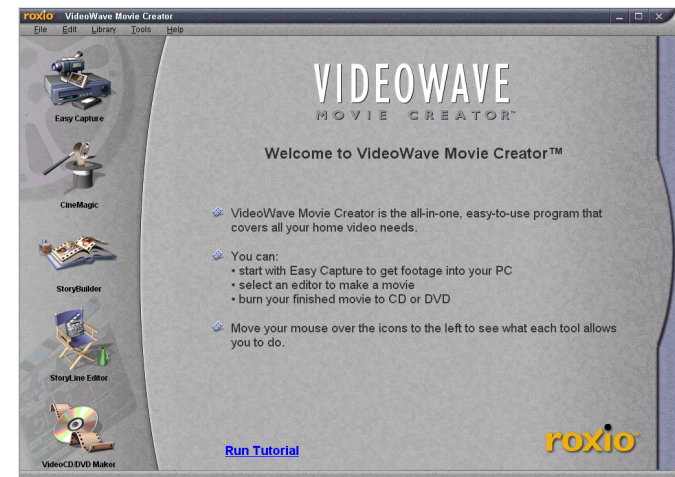 roxio VideoWave Movie Creator
File Edit Library Tools Help
Easy Capture
CineMagic
StoryBuilder
StoryLine Editor
VideoCD/DVD Maker
VIDEOWAVE
MOVIE CREATOR™
Welcome to VideoWave Movie Creator™
VideoWave Movie Creator is the all-in-one, easy-to-use program that
covers all your home video needs.
You can:
• start with Easy Capture to get footage into your PC
• select an editor to make a movie
• burn your finished movie to CD or DVD
Move your mouse over the icons to the left to see what each tool allows
you to do.
Run Tutorial
roxio™